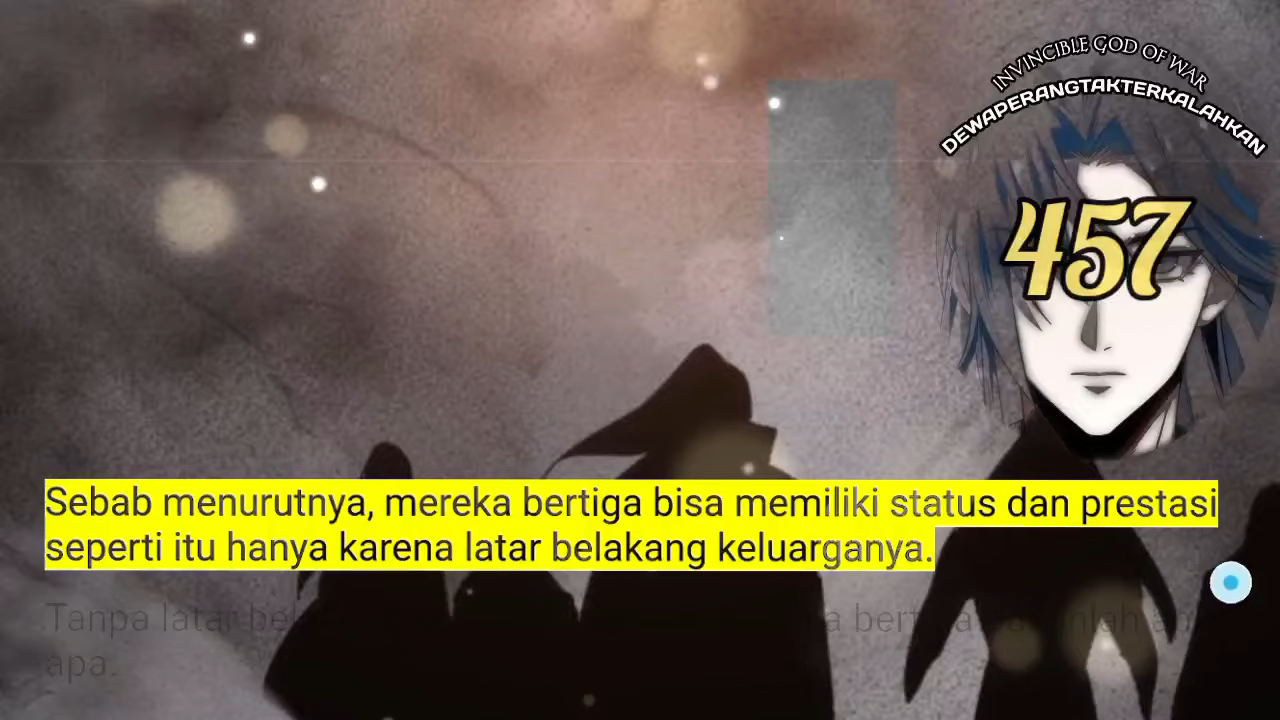 INVINCIBLE GOD OF WAR
DEWAPERANGTAKTERKALAHKAN
457
Sebab menurutnya, mereka bertiga bisa memiliki status dan prestasi
seperti itu hanya karena latar belakang keluarganya.
Tanpa latar
apa.